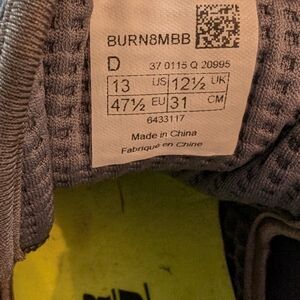 BURN8MBB
D
37 0115 Q 20995
13 US 12½ UK
47½ EU 31 CM
6433117
Made in China
Fabriqué en Chine